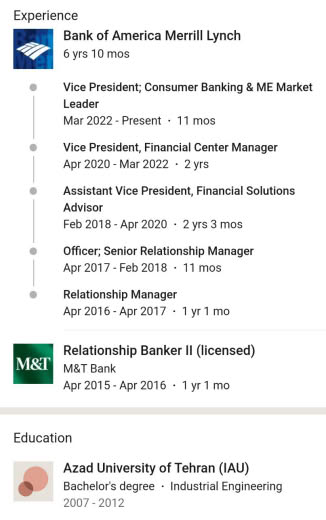 Experience
Bank of America Merrill Lynch
6 yrs 10 mos
Vice President; Consumer Banking & ME Market
Leader
Mar 2022 - Present · 11 mos
Vice President, Financial Center Manager
Apr 2020 - Mar 2022 · 2 yrs
Assistant Vice President, Financial Solutions
Advisor
Feb 2018 - Apr 2020 · 2 yrs 3 mos
Officer; Senior Relationship Manager
Apr 2017 - Feb 2018 · 11 mos
Relationship Manager
Apr 2016 - Apr 2017 · 1 yr 1 mo
M&T
Relationship Banker II (licensed)
M&T Bank
Apr 2015 - Apr 2016 · 1 yr 1 mo
Education
Azad University of Tehran (IAU)
Bachelor's degree · Industrial Engineering
2007 - 2012